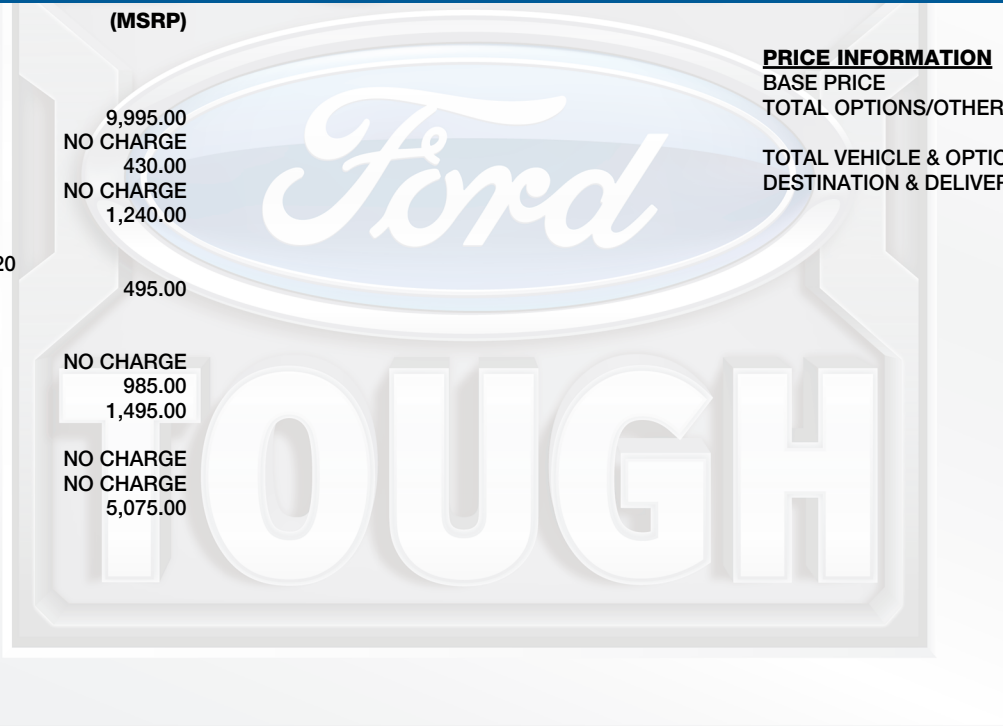 (MSRP)
9,995.00
NO CHARGE
430.00
NO CHARGE
1,240.00
20
495.00
NO CHARGE
985.00
1,495.00
NO CHARGE
NO CHARGE
5,075.00
PRICE INFORMATION
BASE PRICE
TOTAL OPTIONS/OTHER
TOTAL VEHICLE & OPTIO
DESTINATION & DELIVER
Ford
TOUGH